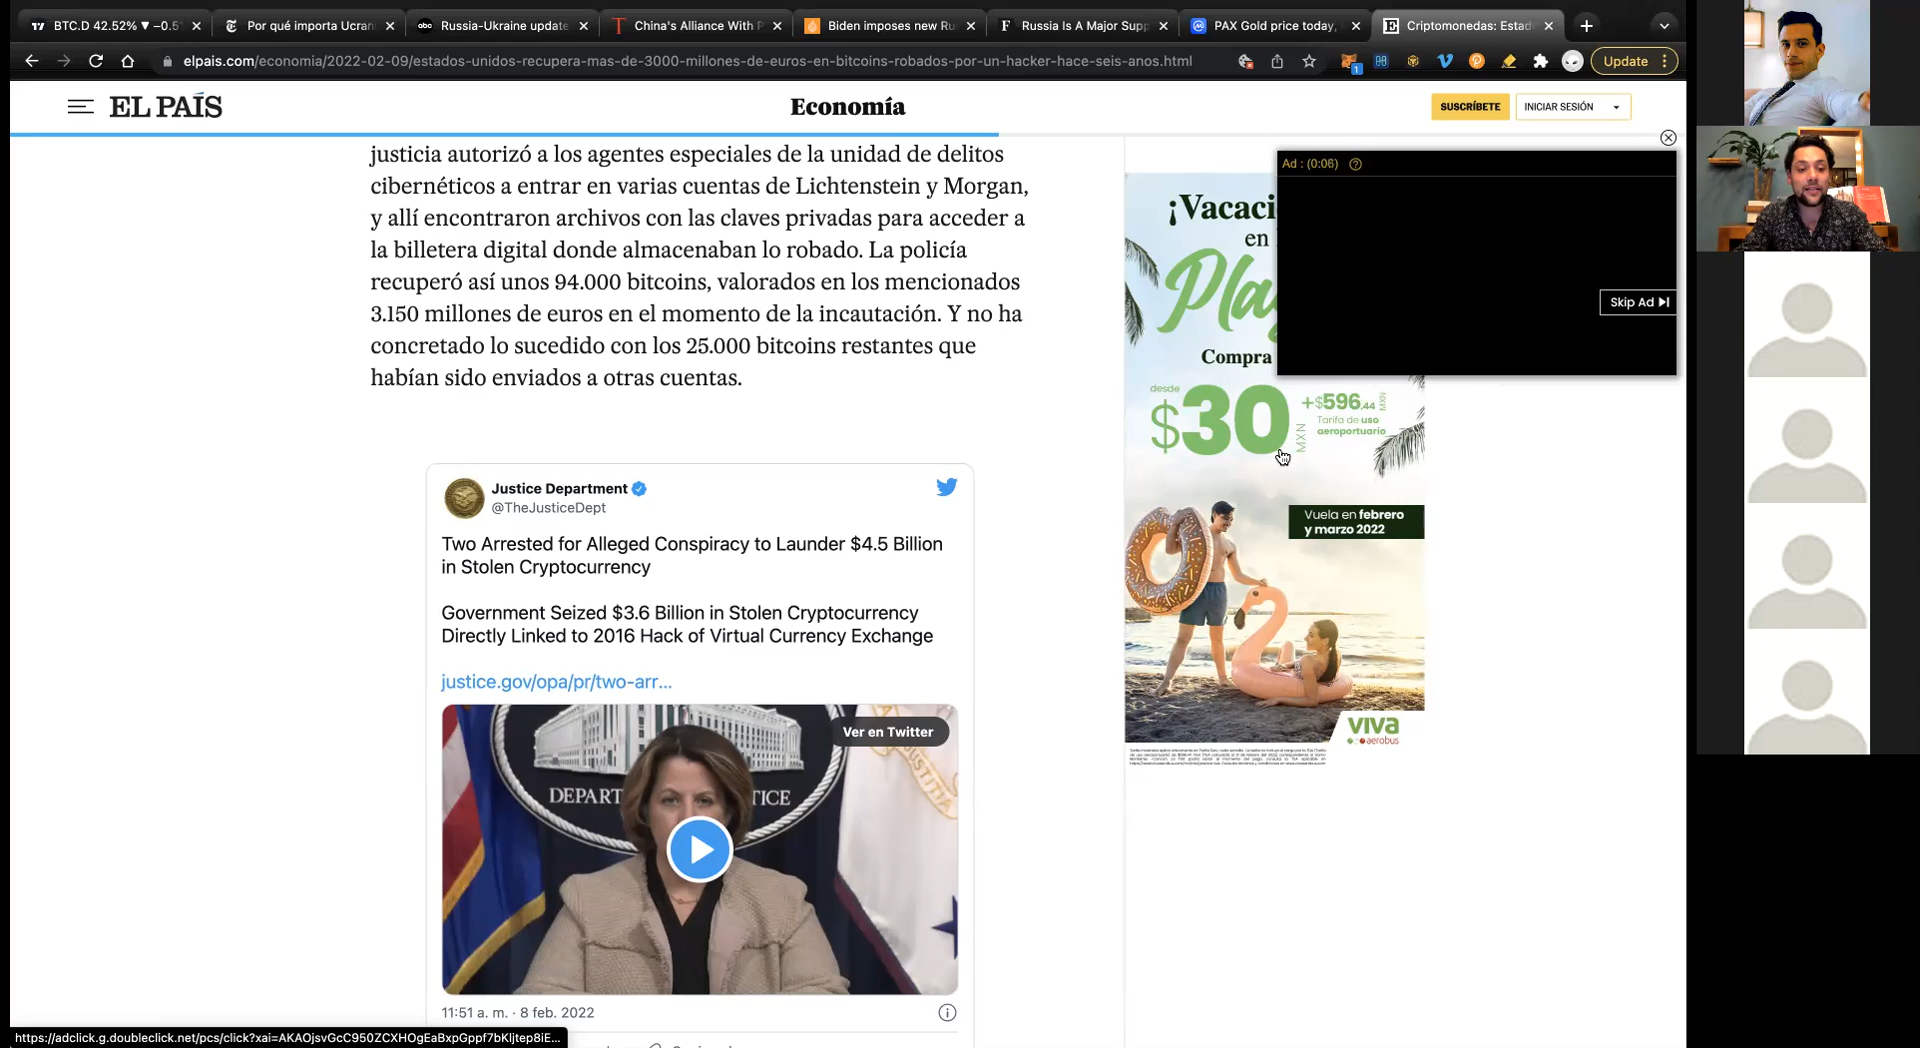 BTC.D 42.52% ▼ −0.5
Por qué importa Ucran
Russia-Ukraine update
China's Alliance With P
Biden imposes new Ru
Russia Is A Major Supp
PAX Gold price today,
Criptomonedas: Estad
elpais.com/economia/2022-02-09/estados-unidos-recupera-mas-de-3000-millones-de-euros-en-bitcoins-robados-por-un-hacker-hace-seis-anos.html
1
Update
EL PAÍS
Economía
SUSCRÍBETE
INICIAR SESIÓN
justicia autorizó a los agentes especiales de la unidad de delitos
cibernéticos a entrar en varias cuentas de Lichtenstein y Morgan,
y allí encontraron archivos con las claves privadas para acceder a
la billetera digital donde almacenaban lo robado. La policía
recuperó así unos 94.000 bitcoins, valorados en los mencionados
3.150 millones de euros en el momento de la incautación. Y no ha
concretado lo sucedido con los 25.000 bitcoins restantes que
habían sido enviados a otras cuentas.
Justice Department
@TheJusticeDept
Two Arrested for Alleged Conspiracy to Launder $4.5 Billion
in Stolen Cryptocurrency
Government Seized $3.6 Billion in Stolen Cryptocurrency
Directly Linked to 2016 Hack of Virtual Currency Exchange
justice.gov/opa/pr/two-arr...
Ver en Twitter
DEPART TICE
11:51 a. m. · 8 feb. 2022
Ad : (0:06)
Skip Ad
¡Vacaci
en
Pla
Compra
desde
$30 MXN
+$596.44 MXN
Tarifa de uso
aeroportuario
Vuela en febrero
y marzo 2022
viva
aerobus
https://adclick.g.doubleclick.net/pcs/click?xai=AKAOjsvGcC950ZCXHOgEaBxpGppf7bKljtep8iE...